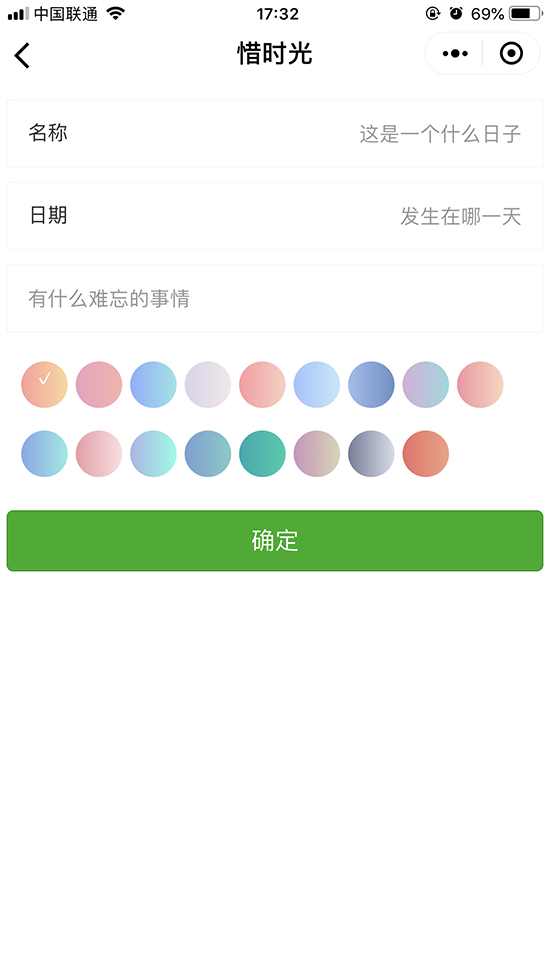 中国联通 17:32 69%
惜时光
名称 这是一个什么日子
日期 发生在哪一天
有什么难忘的事情
确定